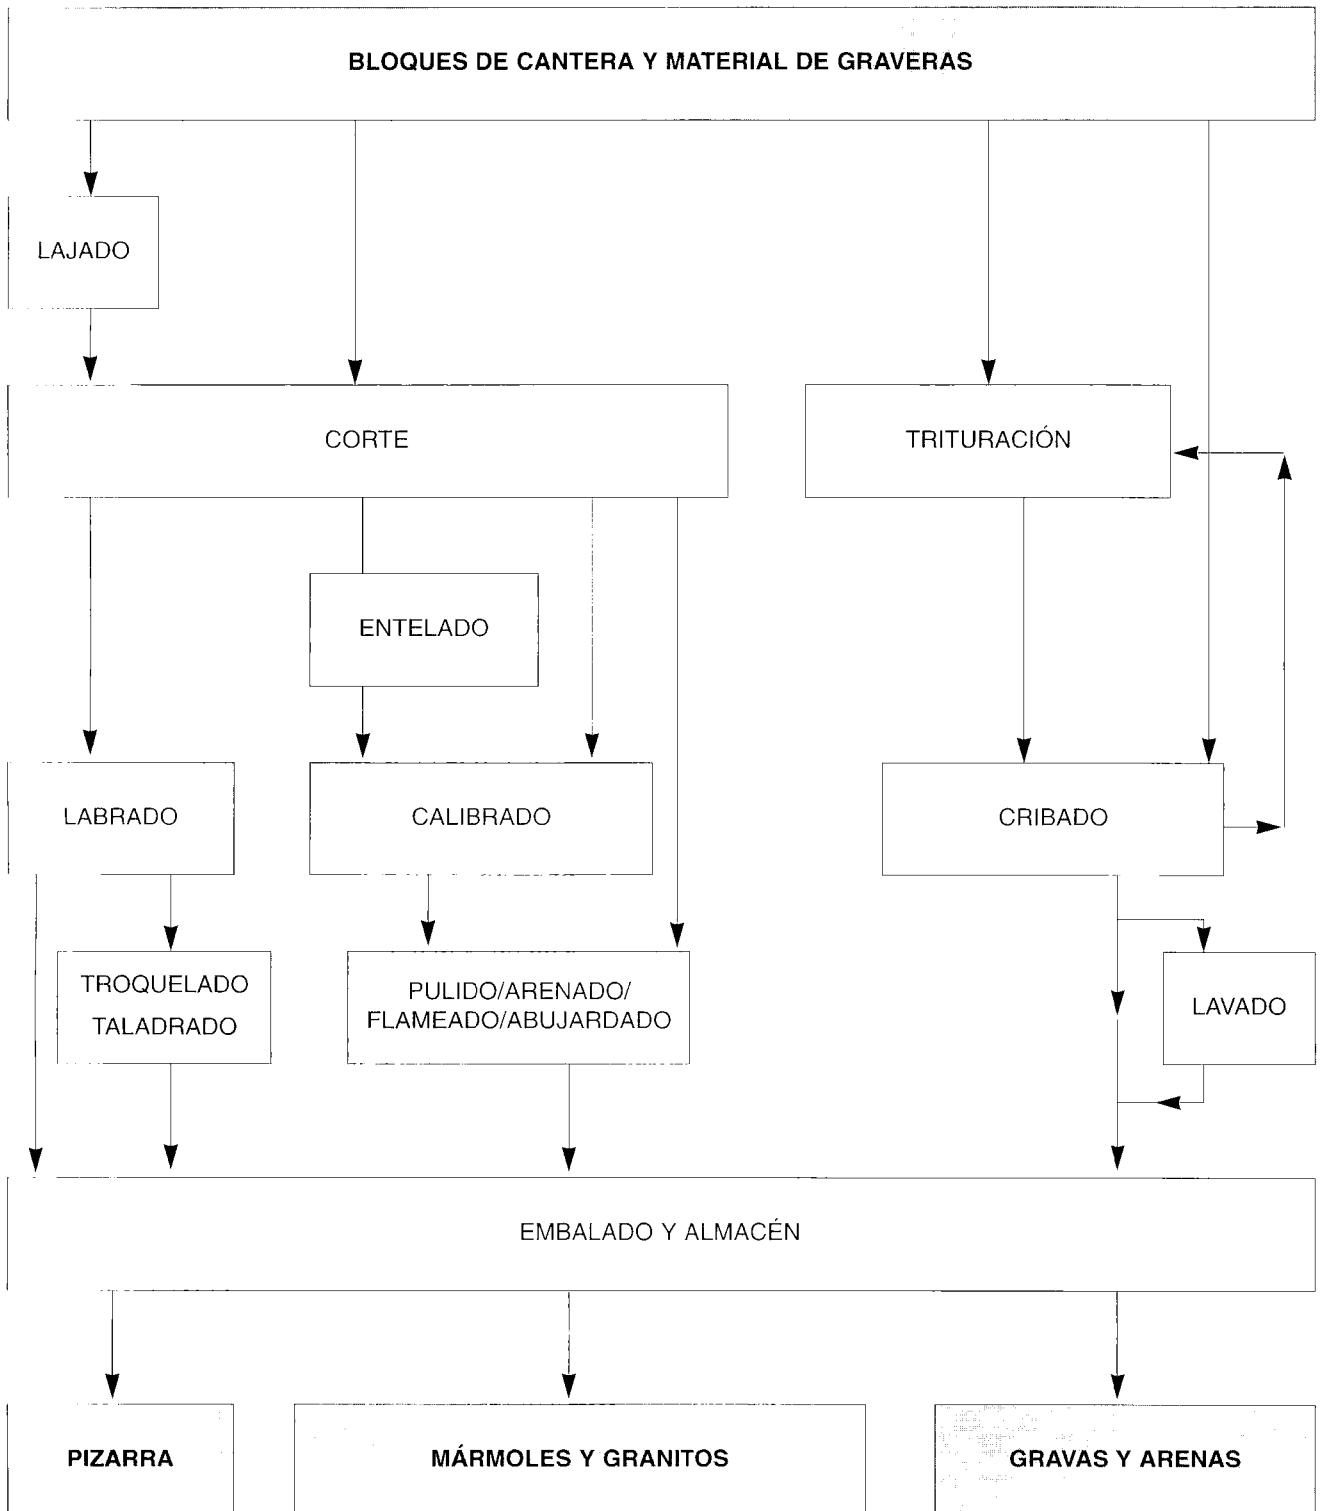 BLOQUES DE CANTERA Y MATERIAL DE GRAVERAS
LAJADO
CORTE
TRITURACIÓN
ENTELADO
LABRADO
CALIBRADO
CRIBADO
TROQUELADO
TALADRADO
PULIDO/ARENADO/
FLAMEADO/ABUJARDADO
LAVADO
EMBALADO Y ALMACÉN
PIZARRA
MÁRMOLES Y GRANITOS
GRAVAS Y ARENAS